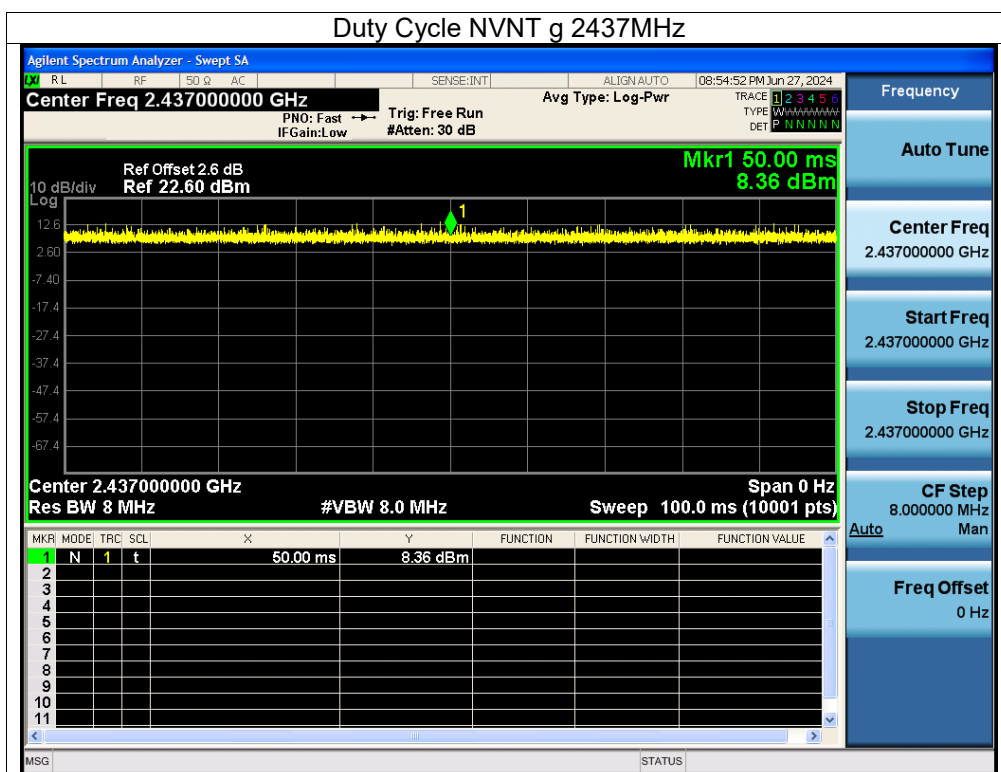 Duty Cycle NVNT g 2437MHz
Agilent Spectrum Analyzer - Swept SA
LXI RL RF 50 Ω AC SENSE:INT ALIGN AUTO 08:54:52 PM Jun 27, 2024
Center Freq 2.437000000 GHz
PNO: Fast
IFGain:Low
Trig: Free Run
#Atten: 30 dB
Avg Type: Log-Pwr
TRACE 1 2 3 4 5 6
TYPE WWWWWW
DET P N N N N N
Mkr1 50.00 ms
8.36 dBm
Ref Offset 2.6 dB
10 dB/div Ref 22.60 dBm
Log
1
12.6
2.60
-7.40
-17.4
-27.4
-37.4
-47.4
-57.4
-67.4
Center 2.437000000 GHz Span 0 Hz
Res BW 8 MHz #VBW 8.0 MHz Sweep 100.0 ms (10001 pts)
MKR MODE TRC SCL X Y FUNCTION FUNCTION WIDTH FUNCTION VALUE
1 N 1 t 50.00 ms 8.36 dBm
2
3
4
5
6
7
8
9
10
11
MSG STATUS
Frequency
Auto Tune
Center Freq
2.437000000 GHz
Start Freq
2.437000000 GHz
Stop Freq
2.437000000 GHz
CF Step
8.000000 MHz
Auto Man
Freq Offset
0 Hz